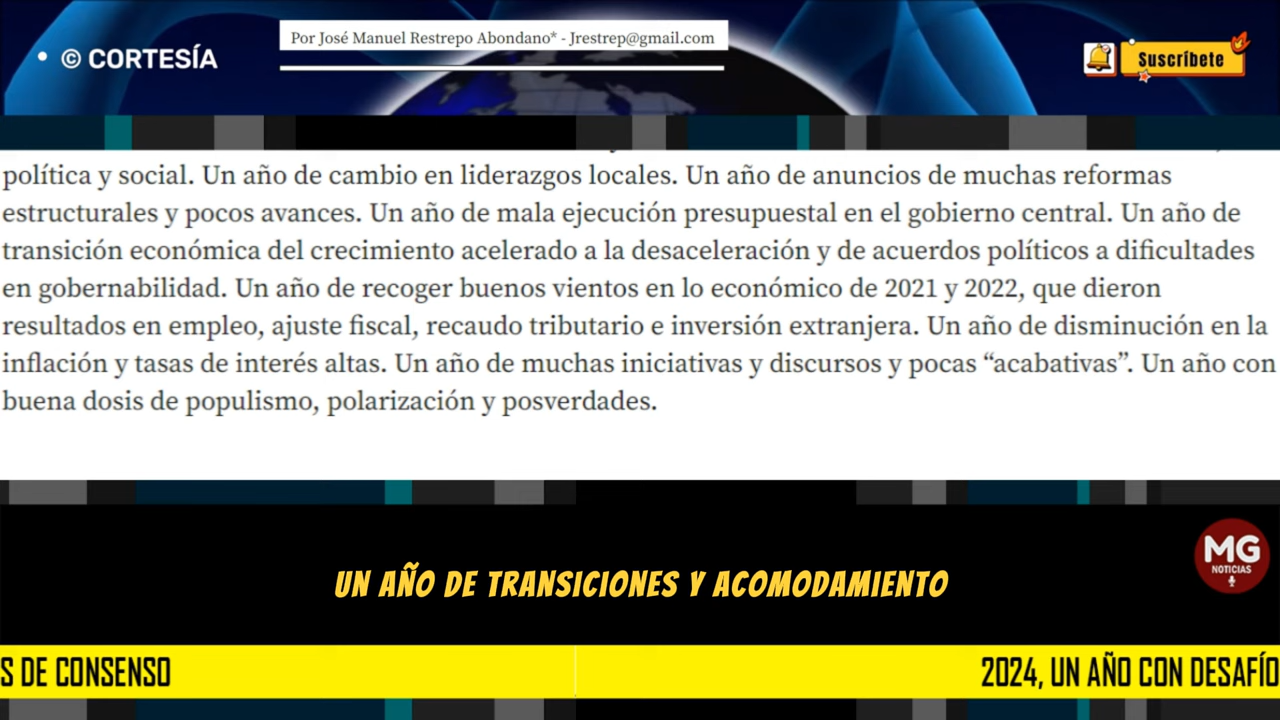 • © CORTESÍA
Por José Manuel Restrepo Abondano* - Jrestrep@gmail.com
Suscríbete
política y social. Un año de cambio en liderazgos locales. Un año de anuncios de muchas reformas
estructurales y pocos avances. Un año de mala ejecución presupuestal en el gobierno central. Un año de
transición económica del crecimiento acelerado a la desaceleración y de acuerdos políticos a dificultades
en gobernabilidad. Un año de recoger buenos vientos en lo económico de 2021 y 2022, que dieron
resultados en empleo, ajuste fiscal, recaudo tributario e inversión extranjera. Un año de disminución en la
inflación y tasas de interés altas. Un año de muchas iniciativas y discursos y pocas “acabativas”. Un año con
buena dosis de populismo, polarización y posverdades.
MG
NOTICIAS
UN AÑO DE TRANSICIONES Y ACOMODAMIENTO
S DE CONSENSO
2024, UN AÑO CON DESAFÍO